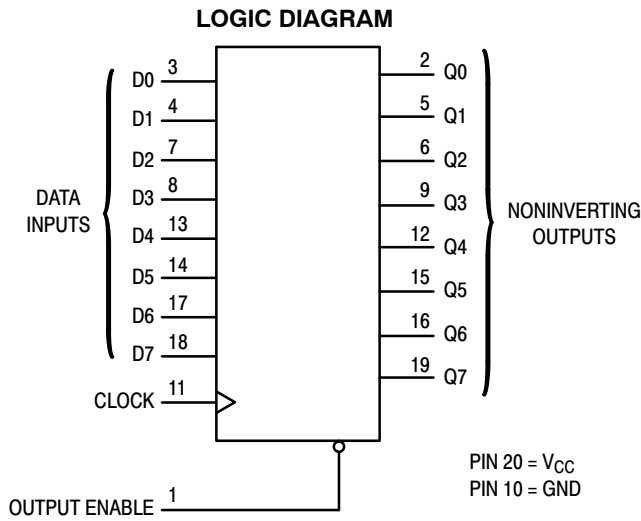 LOGIC DIAGRAM
D0 3
D1 4
D2 7
D3 8
D4 13
D5 14
D6 17
D7 18
DATA
INPUTS
CLOCK 11
OUTPUT ENABLE 1
2 Q0
5 Q1
6 Q2
9 Q3
12 Q4
15 Q5
16 Q6
19 Q7
NONINVERTING
OUTPUTS
PIN 20 = VCC
PIN 10 = GND